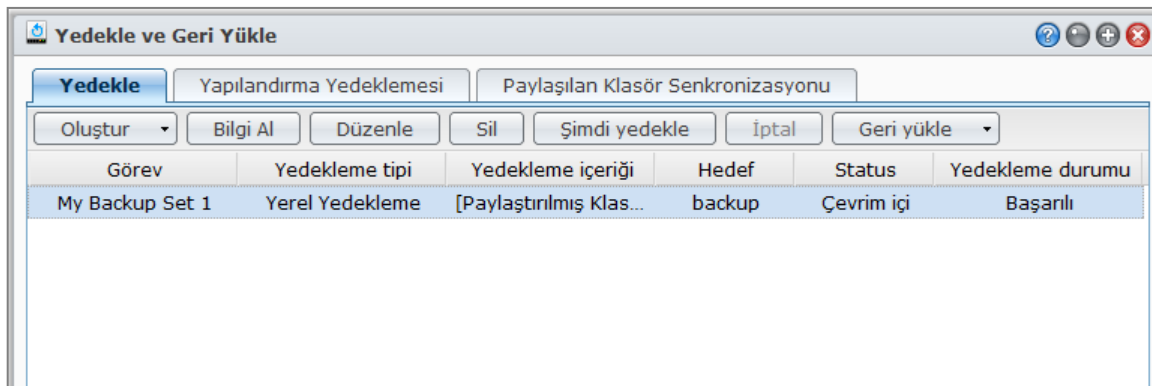 Yedekle ve Geri Yükle
Yedekle Yapılandırma Yedeklemesi Paylaşılan Klasör Senkronizasyonu
Oluştur Bilgi Al Düzenle Sil Şimdi yedekle İptal Geri yükle
Görev Yedekleme tipi Yedekleme içeriği Hedef Status Yedekleme durumu
My Backup Set 1 Yerel Yedekleme [Paylaştırılmış Klas... backup Çevrim içi Başarılı